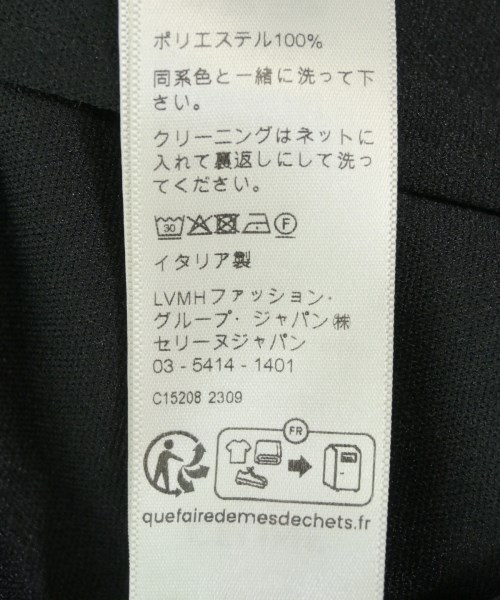 ポリエステル100%
同系色と一緒に洗って下
さい。
クリーニングはネットに
入れて裏返しにして洗っ
てください。
30 F
イタリア製
LVMHファッション・
グループ・ジャパン㈱
セリーヌジャパン
03 - 5414 - 1401
C15208 2309
FR
quefairedemesdechets.fr